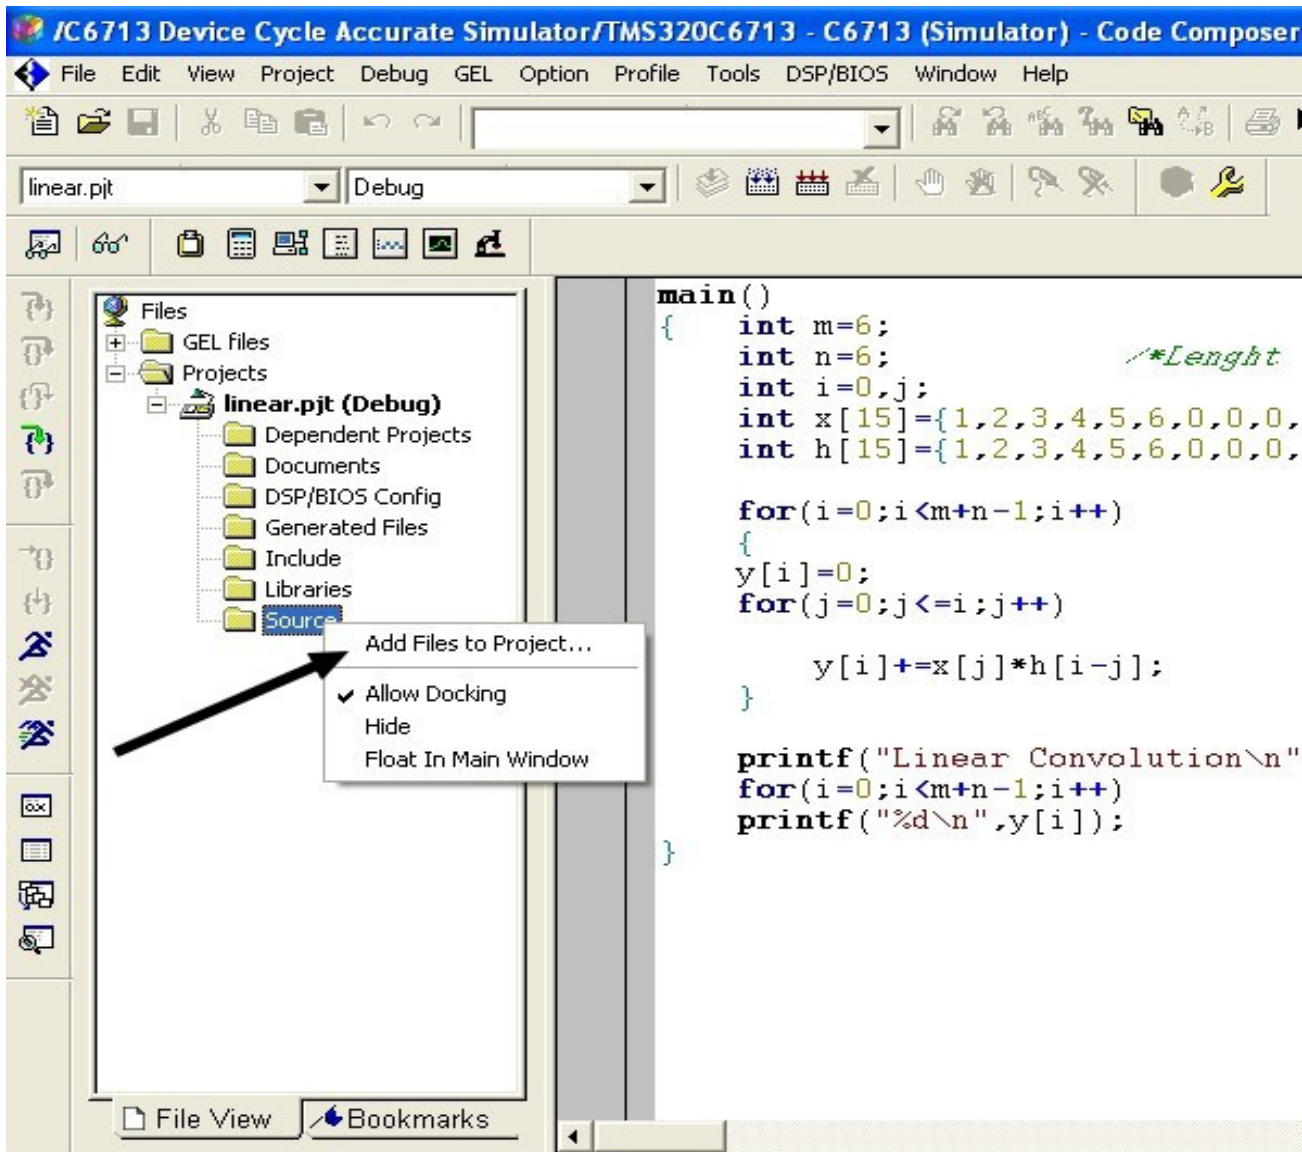 /C6713 Device Cycle Accurate Simulator/TMS320C6713 - C6713 (Simulator) - Code Composer
File Edit View Project Debug GEL Option Profile Tools DSP/BIOS Window Help
linear.pjt Debug
Files
GEL files
Projects
linear.pjt (Debug)
Dependent Projects
Documents
DSP/BIOS Config
Generated Files
Include
Libraries
Source
Add Files to Project...
Allow Docking
Hide
Float In Main Window
File View Bookmarks
main()
{ int m=6;
int n=6; /*Lenght
int i=0,j;
int x[15]={1,2,3,4,5,6,0,0,0,
int h[15]={1,2,3,4,5,6,0,0,0,
for(i=0;i<m+n-1;i++)
{
y[i]=0;
for(j=0;j<=i;j++)
y[i]+=x[j]*h[i-j];
}
printf("Linear Convolution\n"
for(i=0;i<m+n-1;i++)
printf("%d\n",y[i]);
}